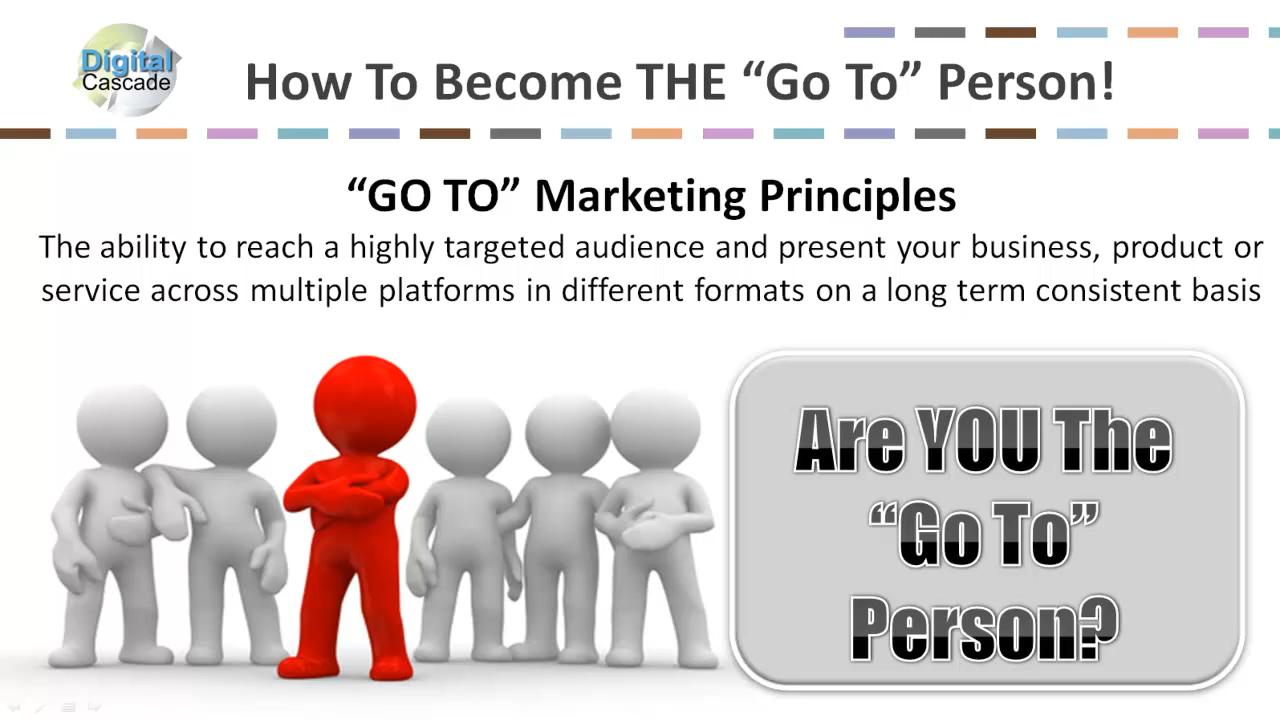 Digital
Cascade
How To Become THE “Go To” Person!
“GO TO” Marketing Principles
The ability to reach a highly targeted audience and present your business, product or
service across multiple platforms in different formats on a long term consistent basis
Are YOU The
“Go To”
Person?